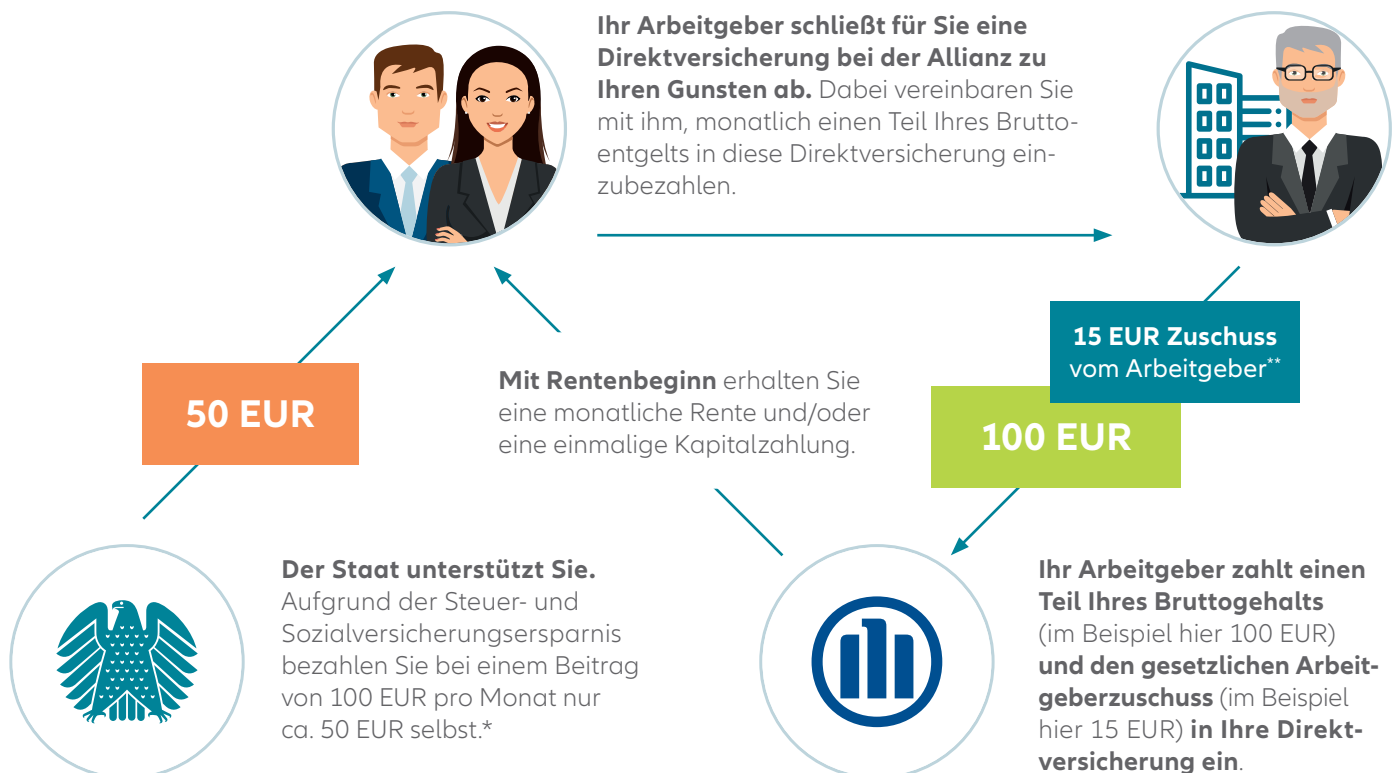 Ihr Arbeitgeber schließt für Sie eine
Direktversicherung bei der Allianz zu
Ihren Gunsten ab. Dabei vereinbaren Sie
mit ihm, monatlich einen Teil Ihres Brutto-
entgelts in diese Direktversicherung ein-
zubezahlen.
15 EUR Zuschuss
vom Arbeitgeber**
50 EUR
Mit Rentenbeginn erhalten Sie
eine monatliche Rente und/oder
eine einmalige Kapitalzahlung.
100 EUR
Der Staat unterstützt Sie.
Aufgrund der Steuer- und
Sozialversicherungsersparnis
bezahlen Sie bei einem Beitrag
von 100 EUR pro Monat nur
ca. 50 EUR selbst.*
Ihr Arbeitgeber zahlt einen
Teil Ihres Bruttogehalts
(im Beispiel hier 100 EUR)
und den gesetzlichen Arbeit-
geberzuschuss (im Beispiel
hier 15 EUR) in Ihre Direkt-
versicherung ein.